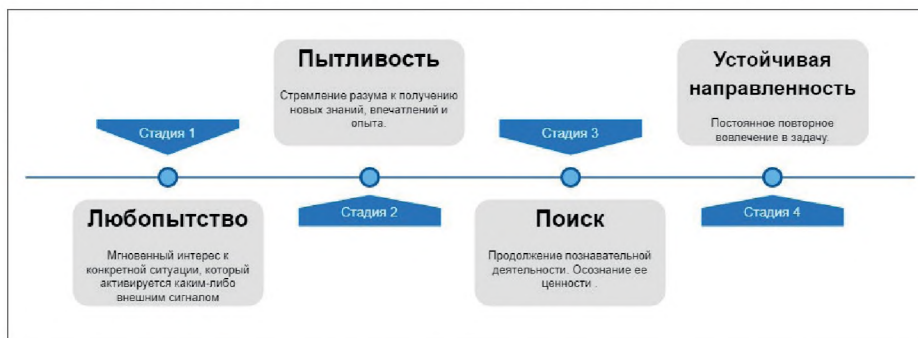 Стадия 1
Любопытство
Мгновенный интерес к
конкретной ситуации, который
активируется каким-либо
внешним сигналом
Пытливость
Стремление разума к получению
новых знаний, впечатлений и
опыта.
Стадия 2
Стадия 3
Поиск
Продолжение познавательной
деятельности. Осознание ее
ценности .
Устойчивая
направленность
Постоянное повторное
вовлечение в задачу.
Стадия 4